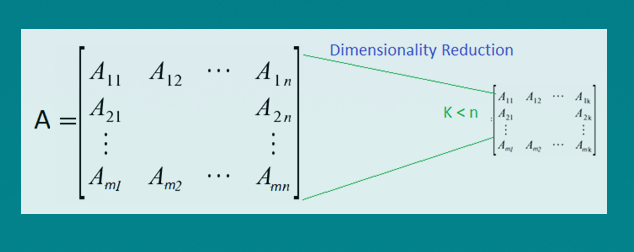 Dimensionality Reduction
A = [ A11 A12 ⋯ A1n
A21 A2n
⋮ ⋮
Am1 Am2 ⋯ Amn ]
K < n
[ A11 A12 ⋯ A1k
A21 A2k
⋮ ⋮
Am1 Am2 ⋯ Amk ]